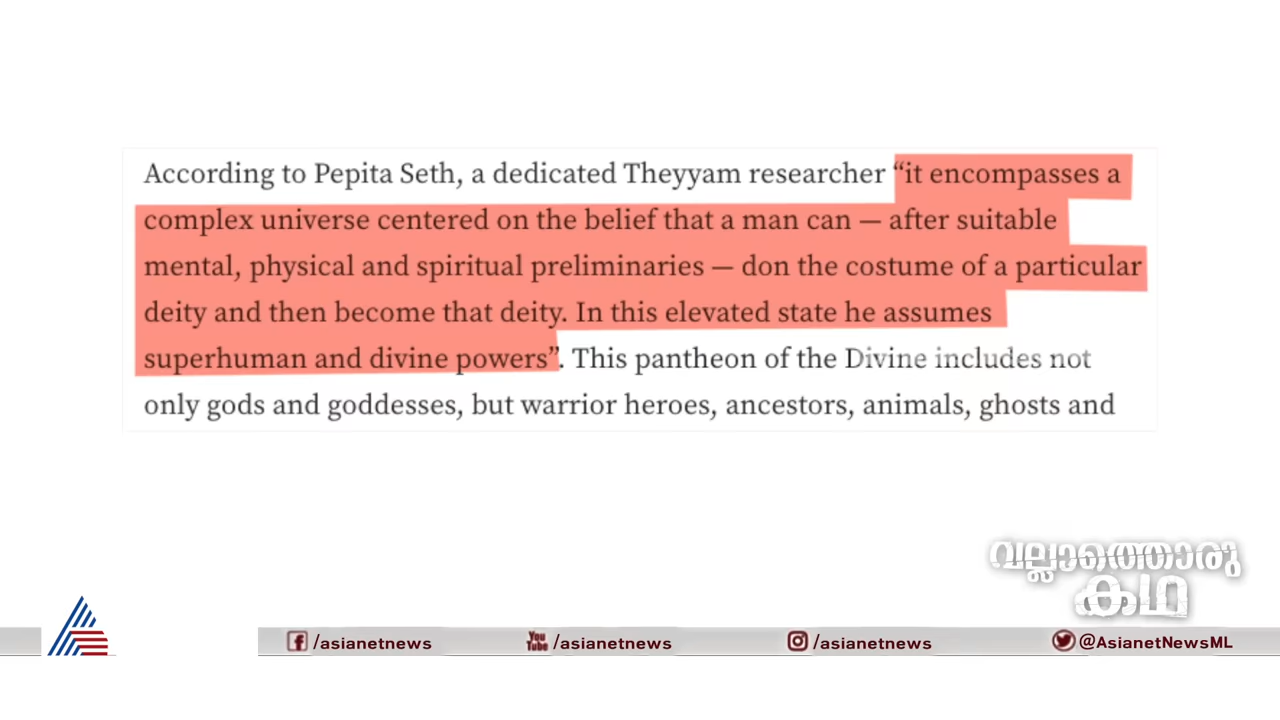 According to Pepita Seth, a dedicated Theyyam researcher “it encompasses a
complex universe centered on the belief that a man can — after suitable
mental, physical and spiritual preliminaries — don the costume of a particular
deity and then become that deity. In this elevated state he assumes
superhuman and divine powers”. This pantheon of the Divine includes not
only gods and goddesses, but warrior heroes, ancestors, animals, ghosts and
വല്ലാത്തൊരു
കഥ
/asianetnews
You
Tube /asianetnews
/asianetnews
@AsianetNewsML